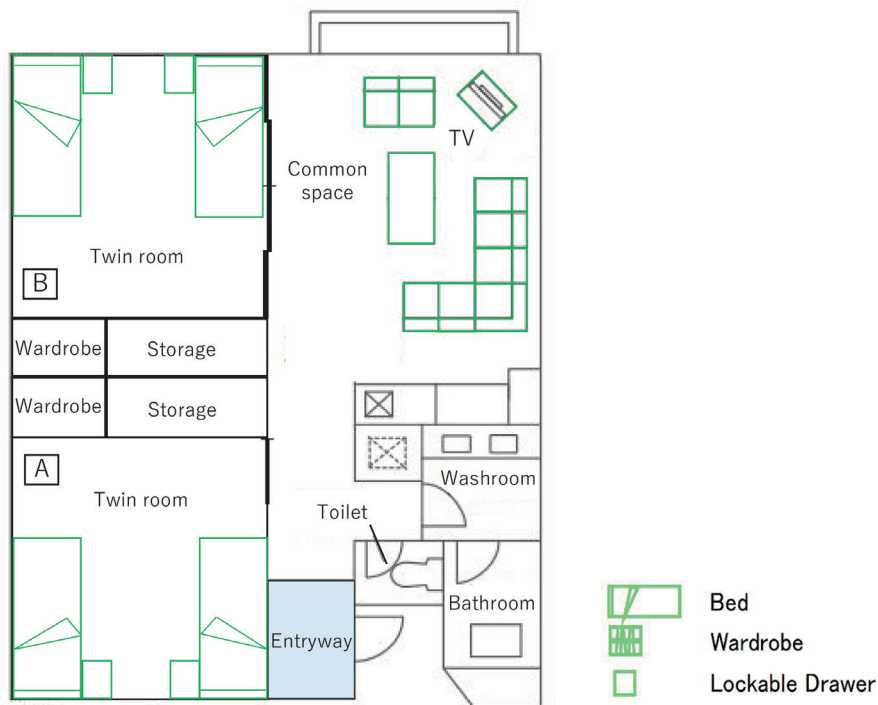 TV
Common
space
Twin room
B
Wardrobe
Storage
Wardrobe
Storage
A
Twin room
Washroom
Toilet
Bathroom
Entryway
Bed
Wardrobe
Lockable Drawer